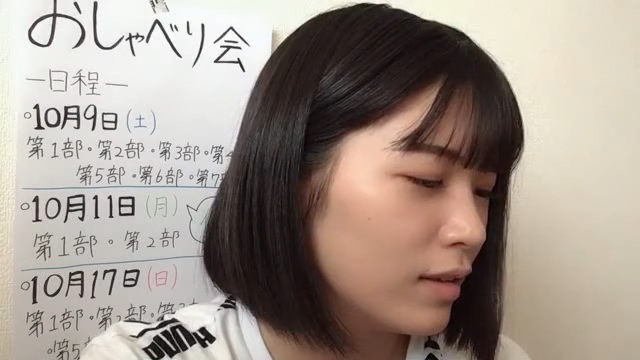 おしゃべり会
—日程—
○10月9日(土)
第1部・第2部・第3部・第
第5部・第6部・第7
○10月11日(月)
第1部・第2部
○10月17日(日)
第1部・第2部・第
・第5